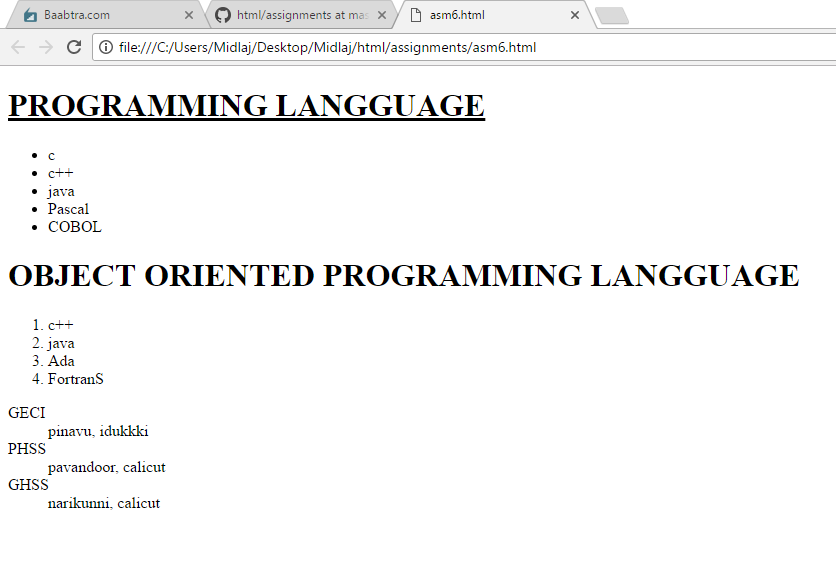 Baabtra.com
html/assignments at mas
asm6.html
file:///C:/Users/Midlaj/Desktop/Midlaj/html/assignments/asm6.html
PROGRAMMING LANGGUAGE
• c
• c++
• java
• Pascal
• COBOL
OBJECT ORIENTED PROGRAMMING LANGGUAGE
1. c++
2. java
3. Ada
4. FortranS
GECI
pinavu, idukkki
PHSS
pavandoor, calicut
GHSS
narikunni, calicut